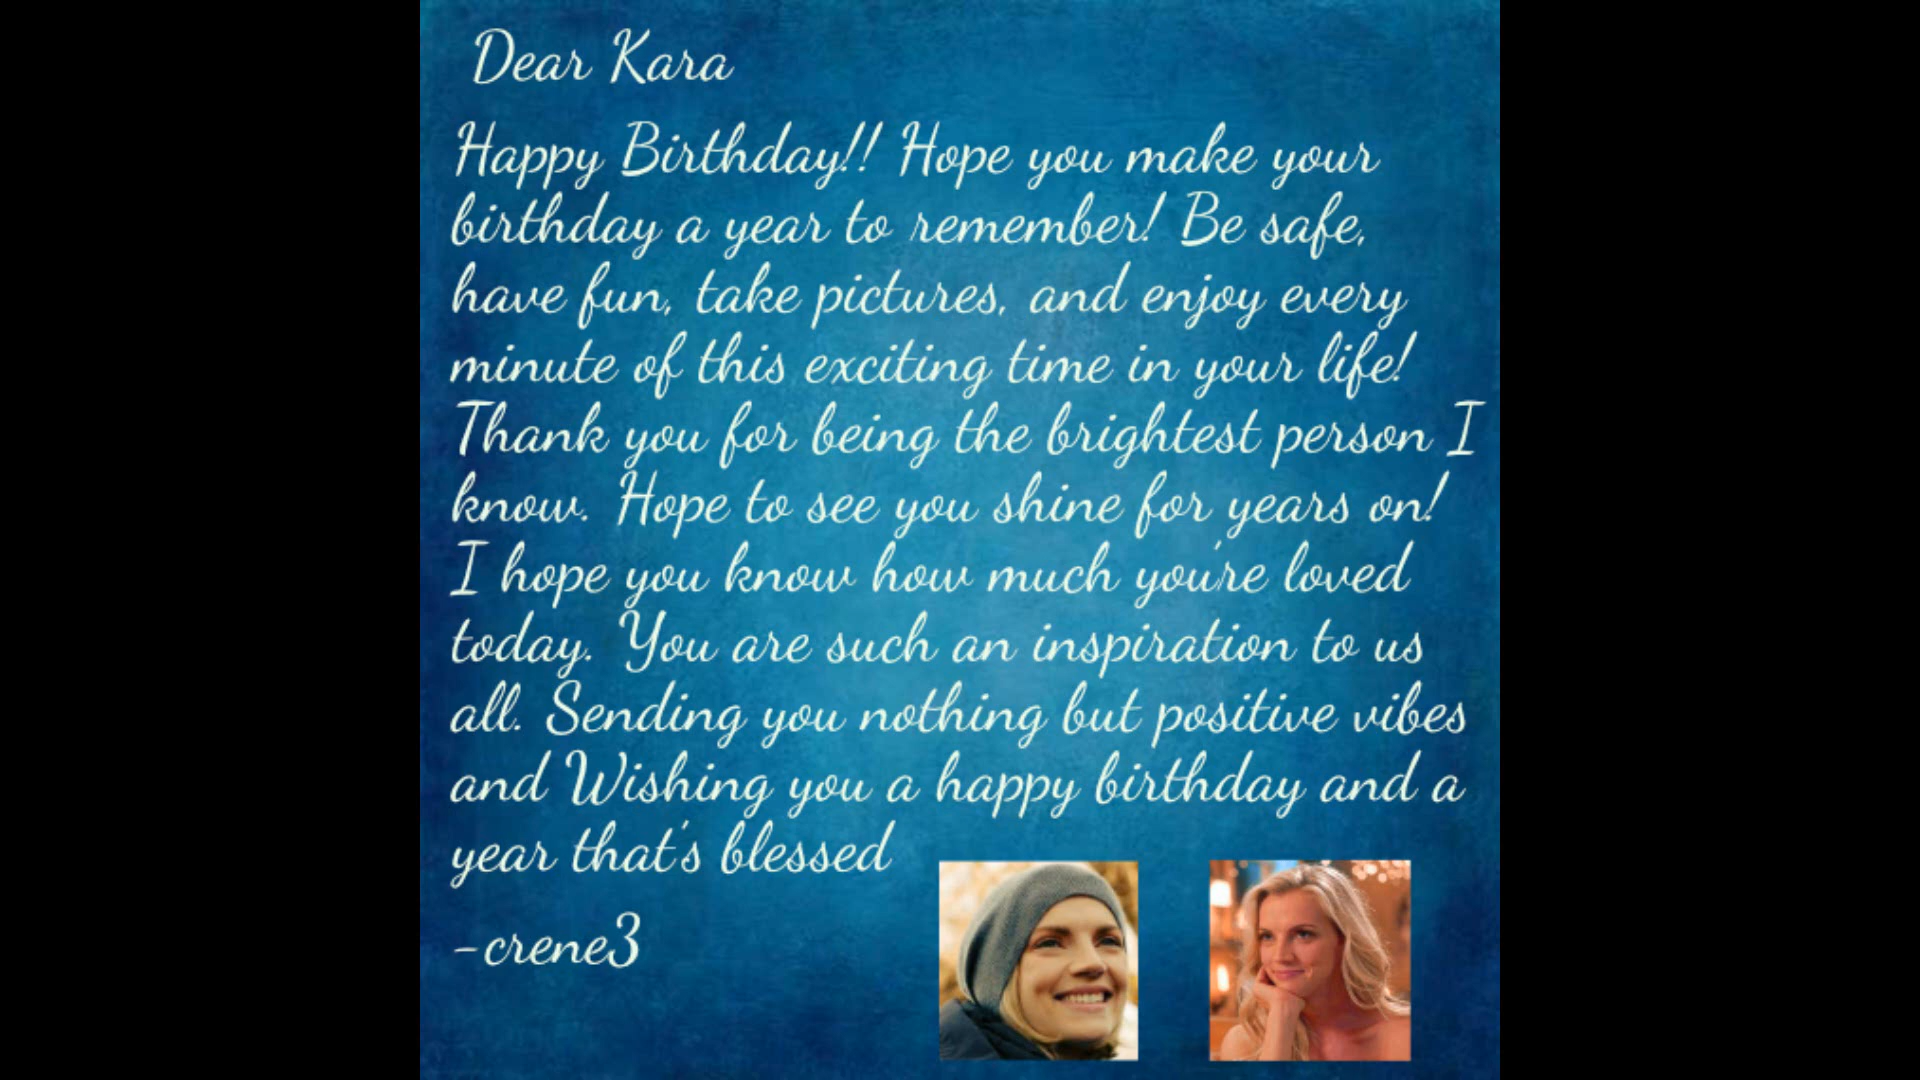 Dear Kara
Happy Birthday!! Hope you make your
birthday a year to remember! Be safe,
have fun, take pictures, and enjoy every
minute of this exciting time in your life!
Thank you for being the brightest person I
know. Hope to see you shine for years on!
I hope you know how much you're loved
today. You are such an inspiration to us
all. Sending you nothing but positive vibes
and Wishing you a happy birthday and a
year that's blessed
-crene3